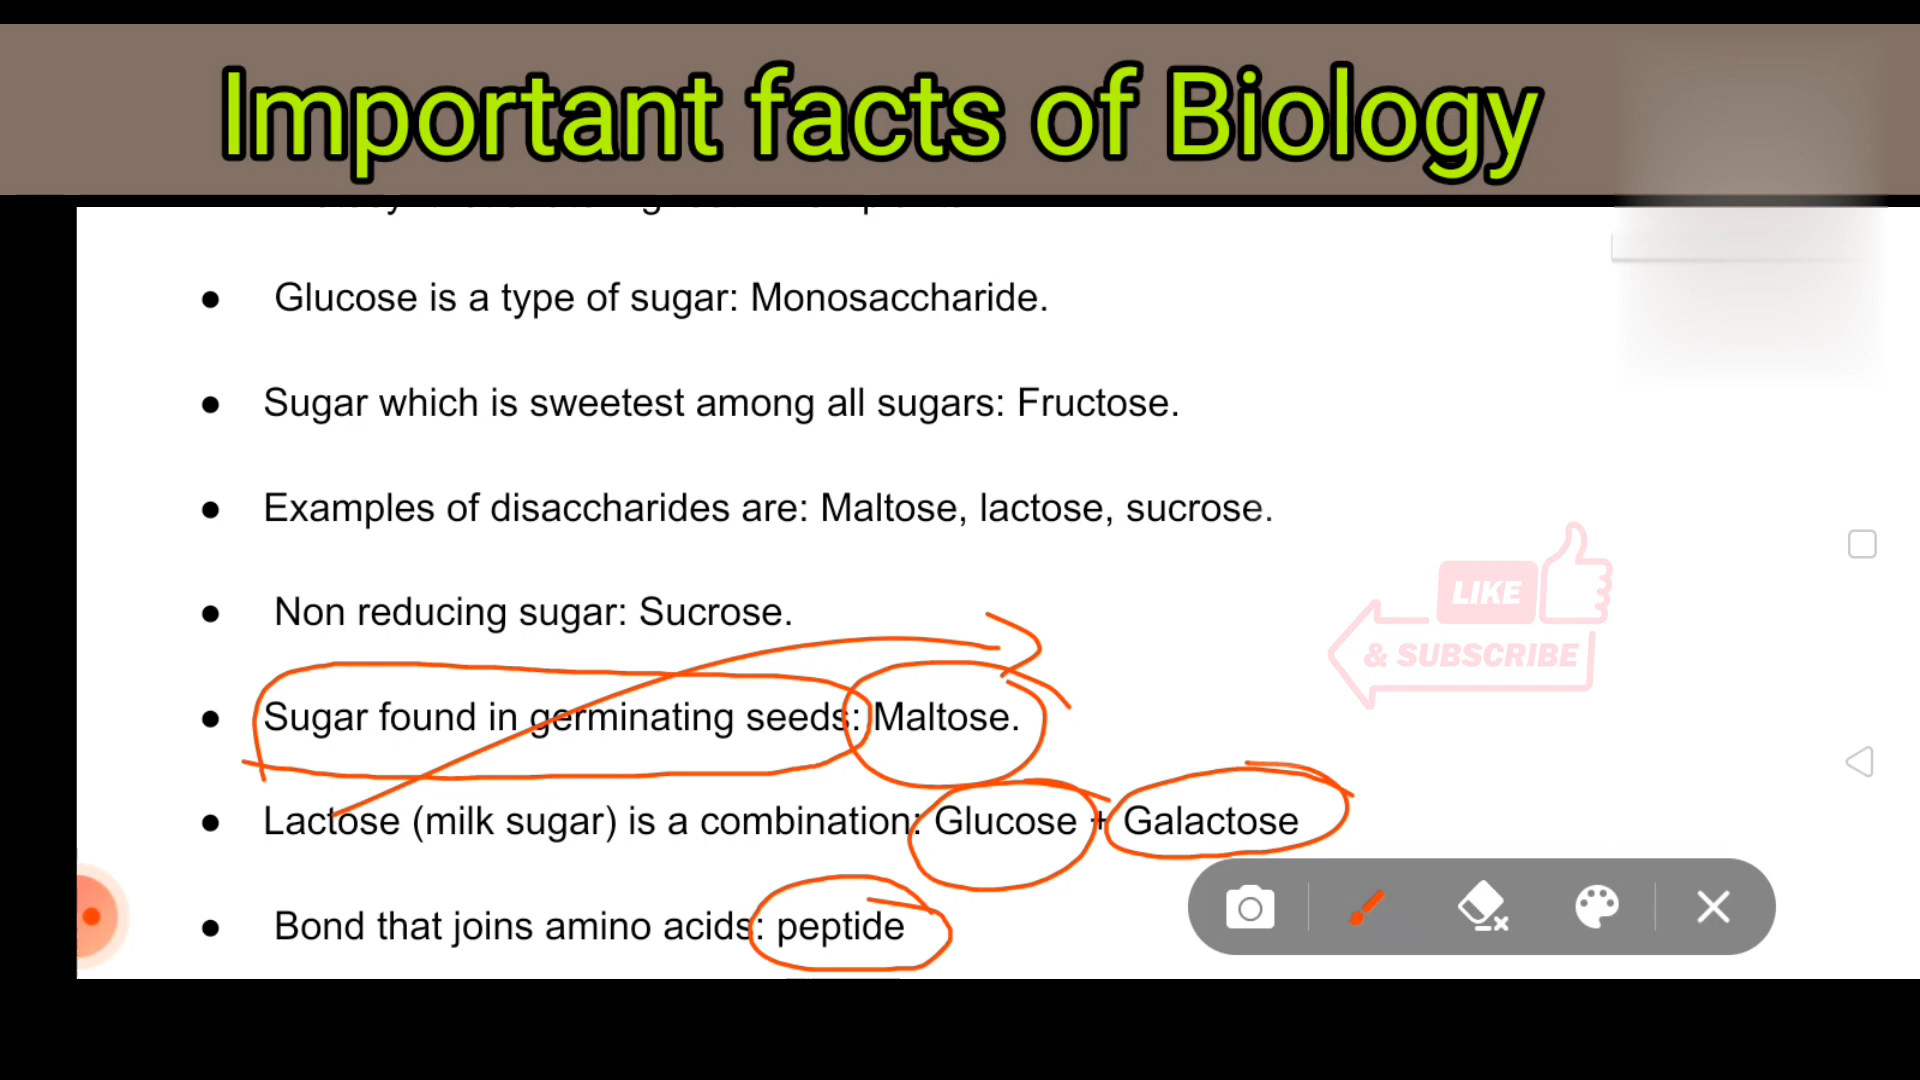 Important facts of Biology
● Glucose is a type of sugar: Monosaccharide.
● Sugar which is sweetest among all sugars: Fructose.
● Examples of disaccharides are: Maltose, lactose, sucrose.
● Non reducing sugar: Sucrose.
LIKE
& SUBSCRIBE
● Sugar found in germinating seeds: Maltose.
● Lactose (milk sugar) is a combination: Glucose + Galactose
● Bond that joins amino acids: peptide